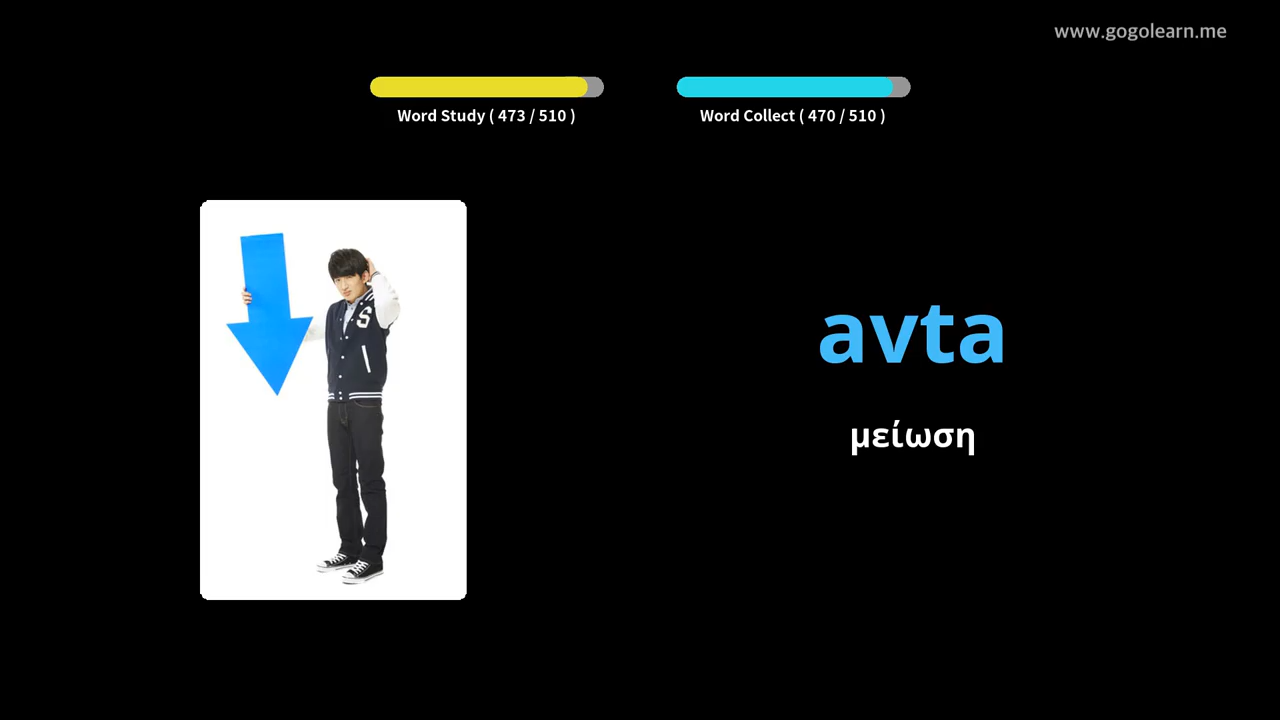 www.gogolearn.me
Word Study ( 473 / 510 )
Word Collect ( 470 / 510 )
S
avta
μείωση